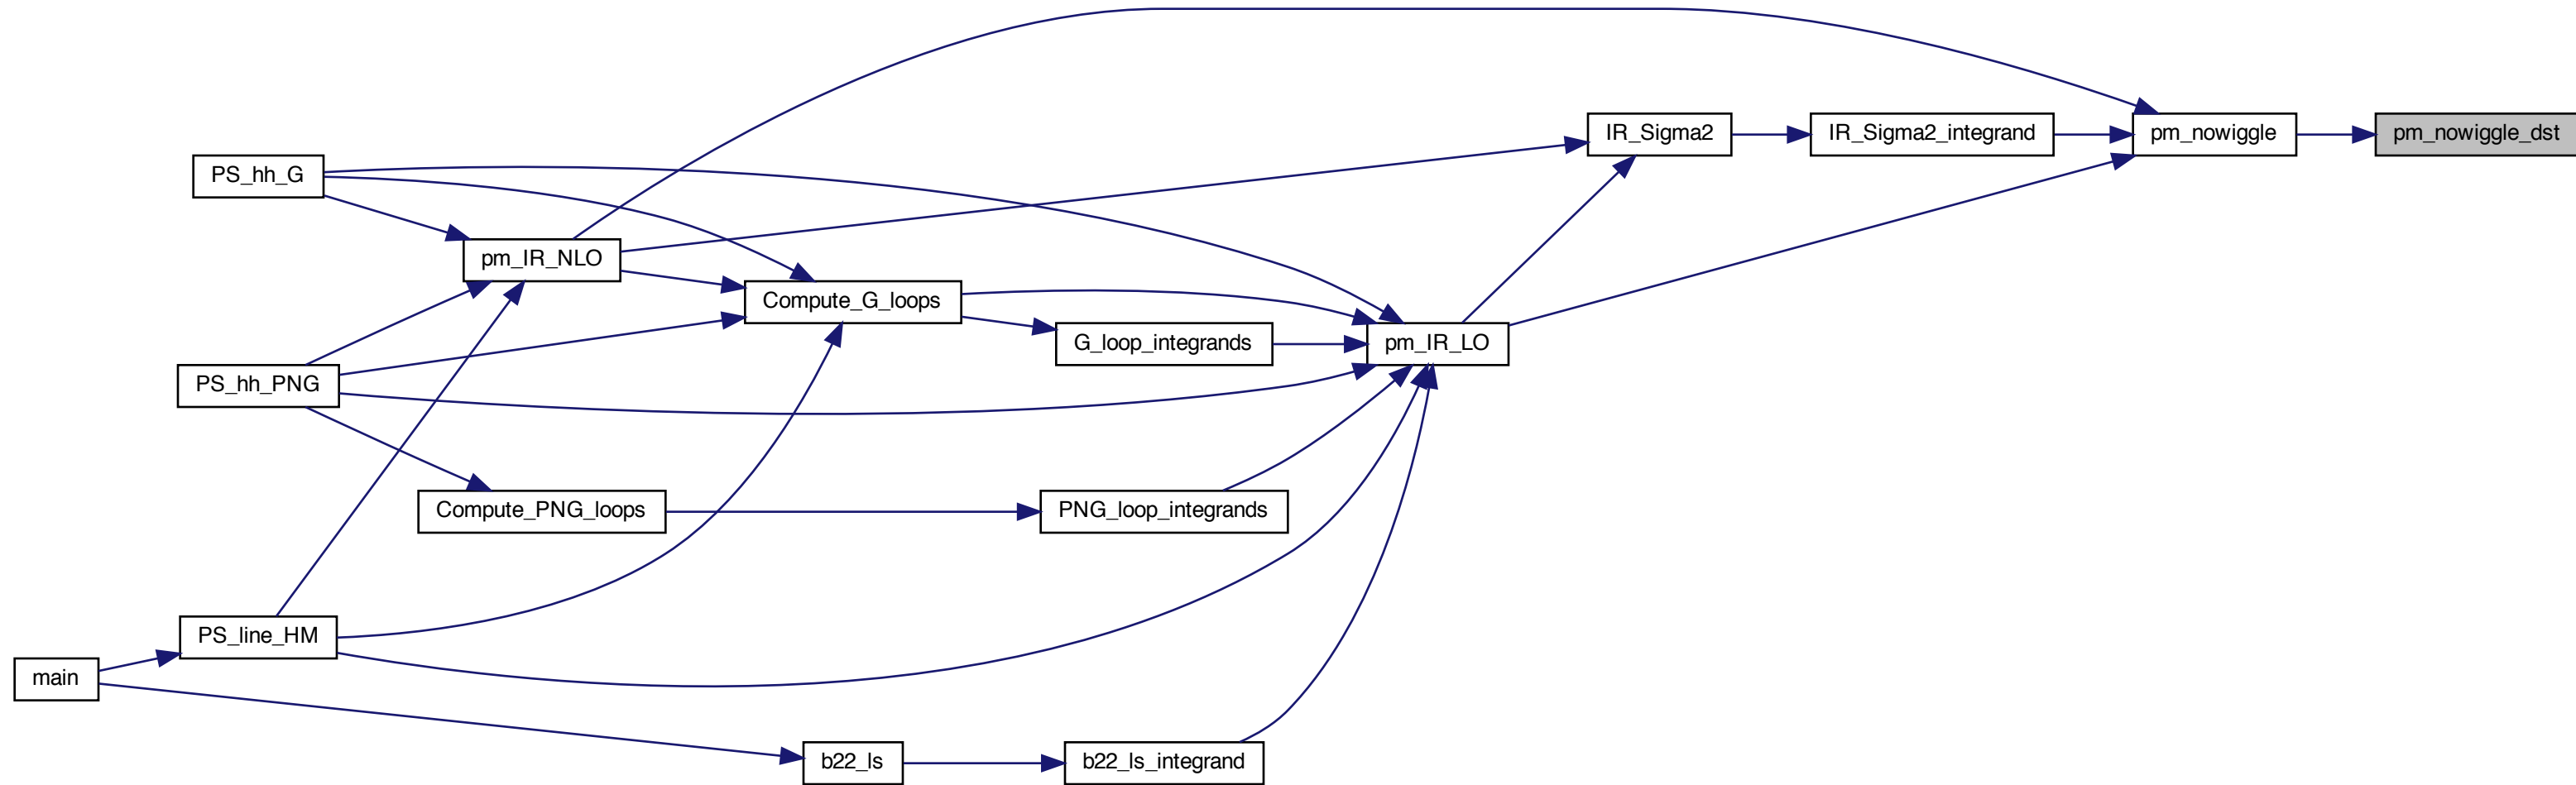 IR_Sigma2
IR_Sigma2_integrand
pm_nowiggle
pm_nowiggle_dst
PS_hh_G
pm_IR_NLO
Compute_G_loops
G_loop_integrands
pm_IR_LO
PS_hh_PNG
Compute_PNG_loops
PNG_loop_integrands
PS_line_HM
main
b22_ls
b22_ls_integrand